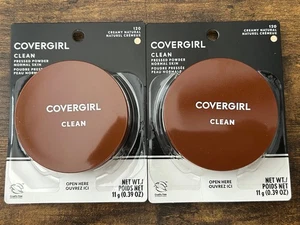 120
CREAMY NATURAL
NATUREL CRÉMEUX
COVERGIRL
CLEAN
PRESSED POWDER
NORMAL SKIN
POUDRE PRESSÉE
PEAU NORMALE
COVERGIRL
CLEAN
OPEN HERE
OUVREZ ICI
NET WT./
POIDS NET
11 g (0.39 OZ)
120
CREAMY NATURAL
NATUREL CRÉMEUX
COVERGIRL
CLEAN
PRESSED POWDER
NORMAL SKIN
POUDRE PRESSÉE
PEAU NORMALE
COVERGIRL
CLEAN
OPEN HERE
OUVREZ ICI
NET WT./
POIDS NET
11 g (0.39 OZ)